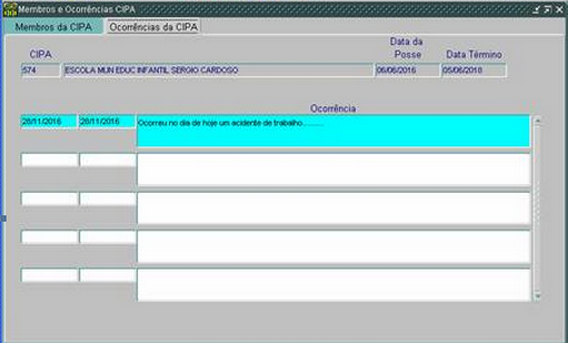 Membros e Ocorrências CIPA
Membros da CIPA Ocorrências da CIPA
CIPA Data da Posse Data Término
574 ESCOLA MUN EDUC INFANTIL SERGIO CARDOSO 06/06/2016 05/06/2018
Ocorrência
28/11/2016 28/11/2016 Ocorreu no dia de hoje um acidente de trabalho..........